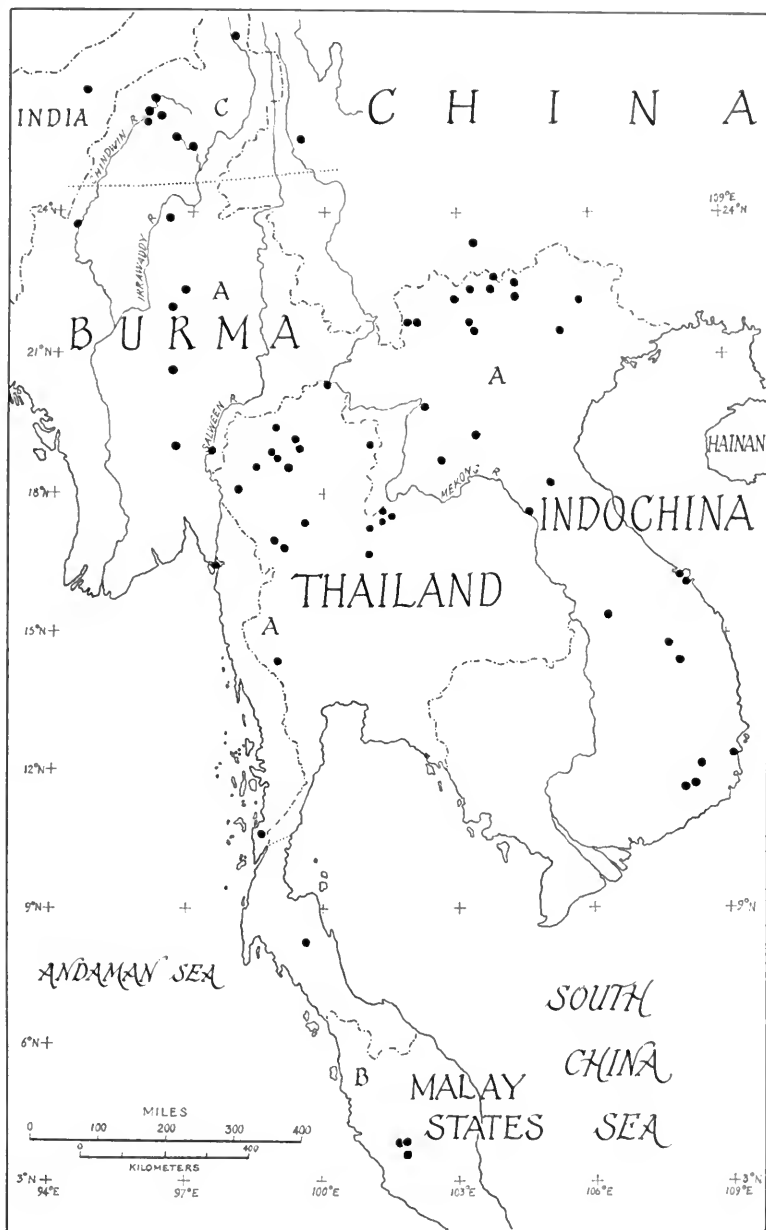 INDIA
C
CHINA
CHINDWIN R
109°E
24°N
24°N
IRRAWADDY R
A
BURMA
21°N
A
SALWEEN R.
HAINAN
18°N
MEKONG R
INDOCHINA
THAILAND
15°N
A
12°N
9°N
9°N
ANDAMAN SEA
SOUTH
CHINA
SEA
6°N
B
MALAY
STATES
MILES
0 100 200 300 400
0 200 400
KILOMETERS
3°N
3°N
94°E
97°E
100°E
103°E
106°E
109°E